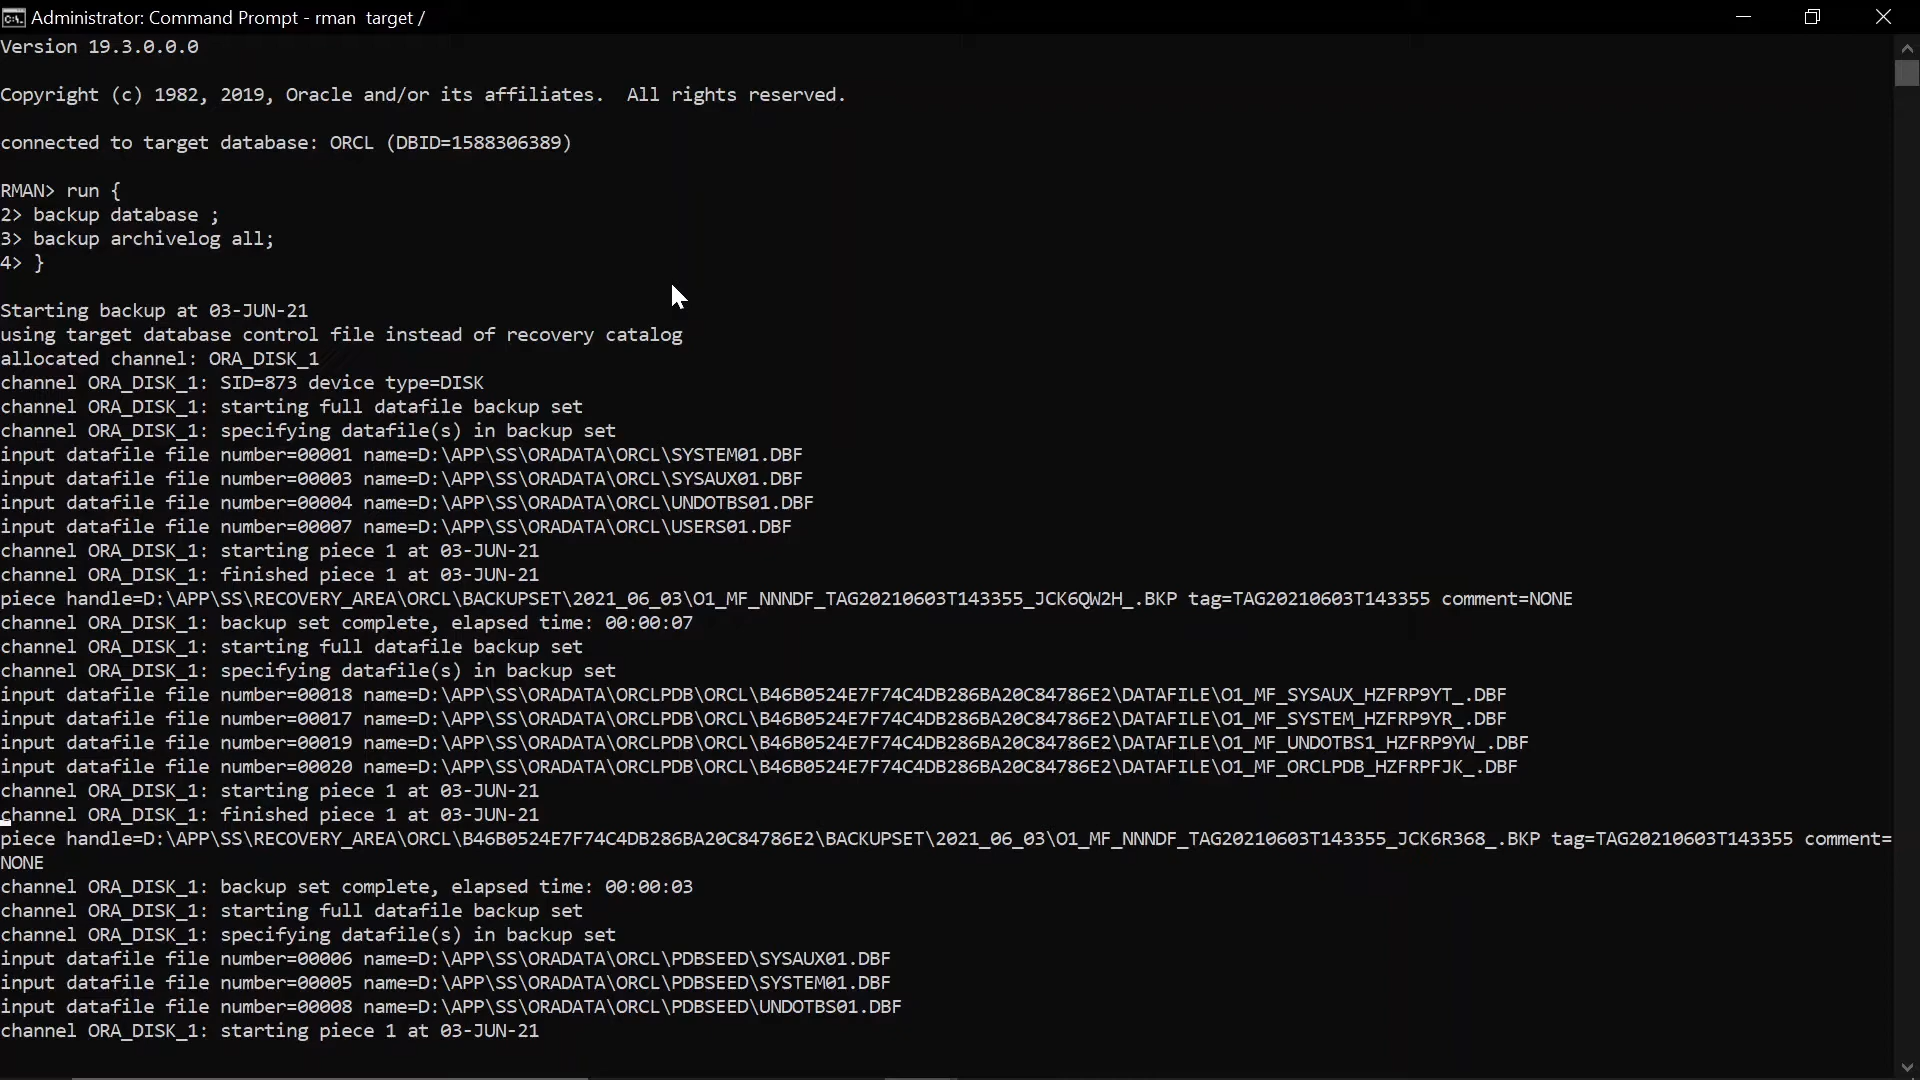 Administrator: Command Prompt - rman  target /
Version 19.3.0.0.0
Copyright (c) 1982, 2019, Oracle and/or its affiliates.  All rights reserved.
connected to target database: ORCL (DBID=1588306389)
RMAN> run {
2> backup database ;
3> backup archivelog all;
4> }
Starting backup at 03-JUN-21
using target database control file instead of recovery catalog
allocated channel: ORA_DISK_1
channel ORA_DISK_1: SID=873 device type=DISK
channel ORA_DISK_1: starting full datafile backup set
channel ORA_DISK_1: specifying datafile(s) in backup set
input datafile file number=00001 name=D:\APP\SS\ORADATA\ORCL\SYSTEM01.DBF
input datafile file number=00003 name=D:\APP\SS\ORADATA\ORCL\SYSAUX01.DBF
input datafile file number=00004 name=D:\APP\SS\ORADATA\ORCL\UNDOTBS01.DBF
input datafile file number=00007 name=D:\APP\SS\ORADATA\ORCL\USERS01.DBF
channel ORA_DISK_1: starting piece 1 at 03-JUN-21
channel ORA_DISK_1: finished piece 1 at 03-JUN-21
piece handle=D:\APP\SS\RECOVERY_AREA\ORCL\BACKUPSET\2021_06_03\O1_MF_NNNDF_TAG20210603T143355_JCK6QW2H_.BKP tag=TAG20210603T143355 comment=NONE
channel ORA_DISK_1: backup set complete, elapsed time: 00:00:07
channel ORA_DISK_1: starting full datafile backup set
channel ORA_DISK_1: specifying datafile(s) in backup set
input datafile file number=00018 name=D:\APP\SS\ORADATA\ORCLPDB\ORCL\B46B0524E7F74C4DB286BA20C84786E2\DATAFILE\O1_MF_SYSAUX_HZFRP9YT_.DBF
input datafile file number=00017 name=D:\APP\SS\ORADATA\ORCLPDB\ORCL\B46B0524E7F74C4DB286BA20C84786E2\DATAFILE\O1_MF_SYSTEM_HZFRP9YR_.DBF
input datafile file number=00019 name=D:\APP\SS\ORADATA\ORCLPDB\ORCL\B46B0524E7F74C4DB286BA20C84786E2\DATAFILE\O1_MF_UNDOTBS1_HZFRP9YW_.DBF
input datafile file number=00020 name=D:\APP\SS\ORADATA\ORCLPDB\ORCL\B46B0524E7F74C4DB286BA20C84786E2\DATAFILE\O1_MF_ORCLPDB_HZFRPFJK_.DBF
channel ORA_DISK_1: starting piece 1 at 03-JUN-21
channel ORA_DISK_1: finished piece 1 at 03-JUN-21
piece handle=D:\APP\SS\RECOVERY_AREA\ORCL\B46B0524E7F74C4DB286BA20C84786E2\BACKUPSET\2021_06_03\O1_MF_NNNDF_TAG20210603T143355_JCK6R368_.BKP tag=TAG20210603T143355 comment=
NONE
channel ORA_DISK_1: backup set complete, elapsed time: 00:00:03
channel ORA_DISK_1: starting full datafile backup set
channel ORA_DISK_1: specifying datafile(s) in backup set
input datafile file number=00006 name=D:\APP\SS\ORADATA\ORCL\PDBSEED\SYSAUX01.DBF
input datafile file number=00005 name=D:\APP\SS\ORADATA\ORCL\PDBSEED\SYSTEM01.DBF
input datafile file number=00008 name=D:\APP\SS\ORADATA\ORCL\PDBSEED\UNDOTBS01.DBF
channel ORA_DISK_1: starting piece 1 at 03-JUN-21